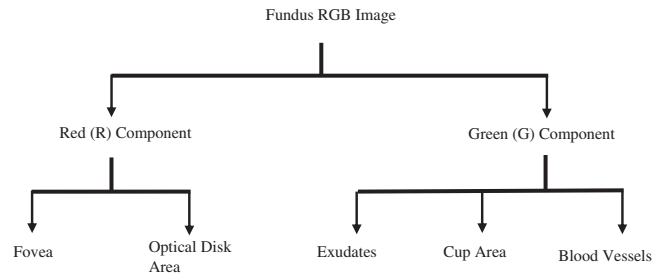 Fundus RGB Image
Red (R) Component
Green (G) Component
Fovea
Optical Disk
Area
Exudates
Cup Area
Blood Vessels